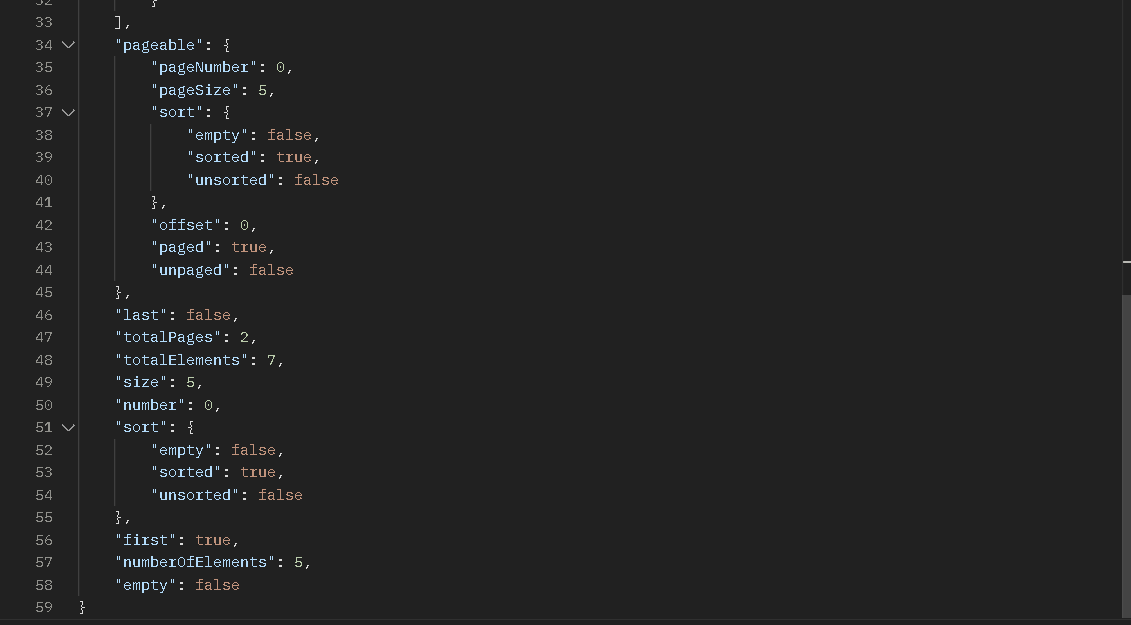 32 }
33 ],
34 "pageable": {
35 "pageNumber": 0,
36 "pageSize": 5,
37 "sort": {
38 "empty": false,
39 "sorted": true,
40 "unsorted": false
41 },
42 "offset": 0,
43 "paged": true,
44 "unpaged": false
45 },
46 "last": false,
47 "totalPages": 2,
48 "totalElements": 7,
49 "size": 5,
50 "number": 0,
51 "sort": {
52 "empty": false,
53 "sorted": true,
54 "unsorted": false
55 },
56 "first": true,
57 "numberOfElements": 5,
58 "empty": false
59 }